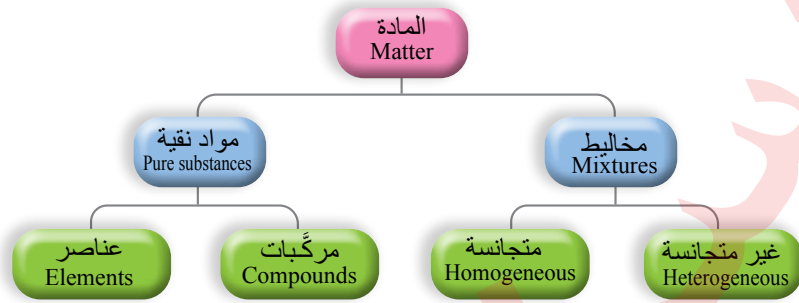 المادة
Matter
مواد نقية
Pure substances
مخاليط
Mixtures
عناصر
Elements
مركَّبات
Compounds
متجانسة
Homogeneous
غير متجانسة
Heterogeneous